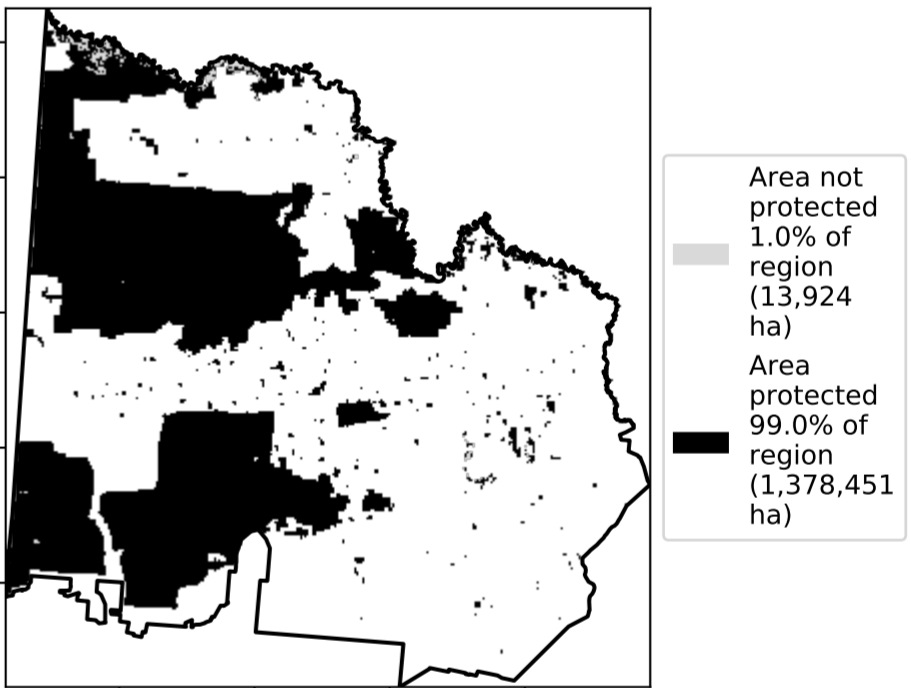 Area not
protected
1.0% of
region
(13,924
ha)
Area
protected
99.0% of
region
(1,378,451
ha)